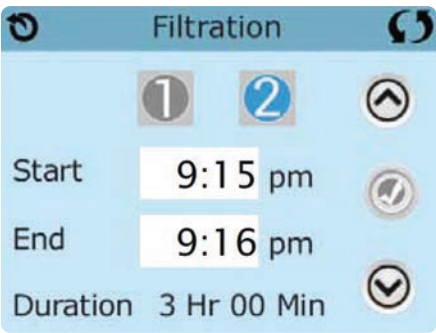 Filtration
1 2
Start 9:15 pm
End 9:16 pm
Duration 3 Hr 00 Min